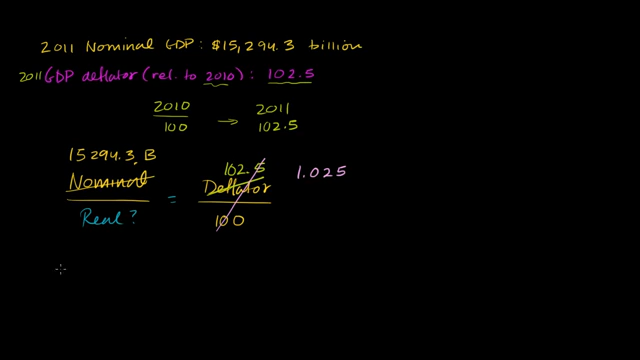 2011 Nominal GDP: $15,294.3 billion
2011 GDP deflator (rel. to 2010): 102.5
2010 2011
100 → 102.5
15294.3 B
102.5 1.025
Nominal = Deflator
Real? 100